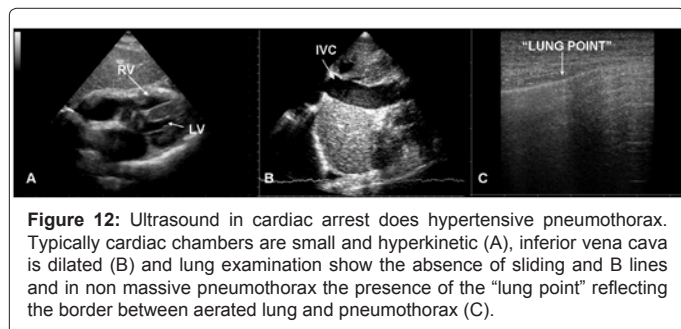 RV
LV
A
IVC
B
"LUNG POINT"
C
Figure 12: Ultrasound in cardiac arrest does hypertensive pneumothorax.
Typically cardiac chambers are small and hyperkinetic (A), inferior vena cava
is dilated (B) and lung examination show the absence of sliding and B lines
and in non massive pneumothorax the presence of the “lung point” reflecting
the border between aerated lung and pneumothorax (C).